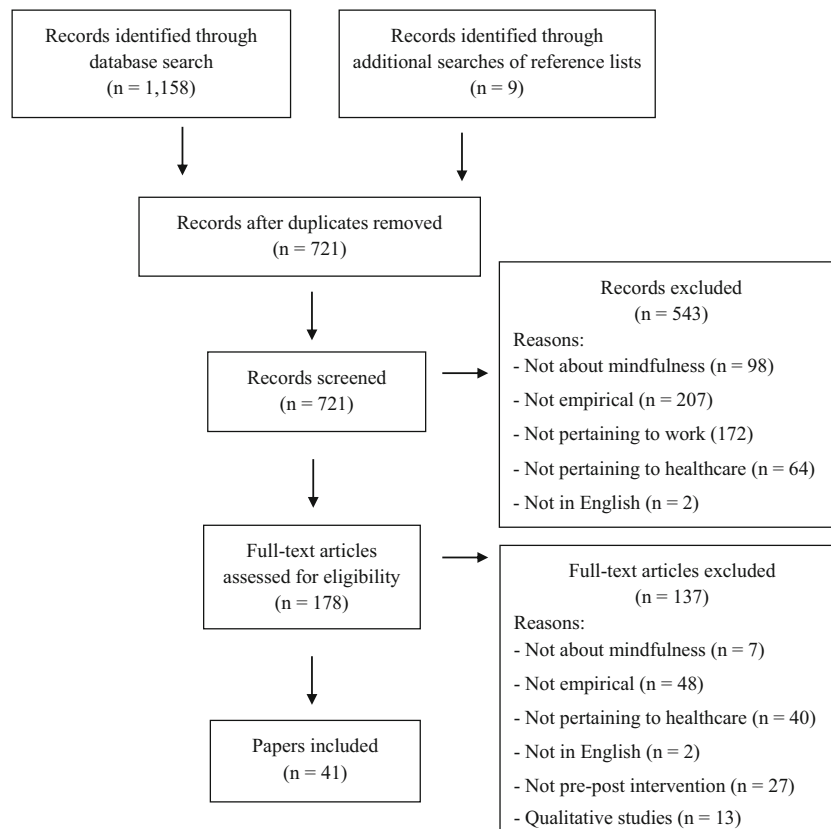 Records identified through
database search
(n = 1,158)
Records identified through
additional searches of reference lists
(n = 9)
Records after duplicates removed
(n = 721)
Records screened
(n = 721)
Records excluded
(n = 543)
Reasons:
- Not about mindfulness (n = 98)
- Not empirical (n = 207)
- Not pertaining to work (172)
- Not pertaining to healthcare (n = 64)
- Not in English (n = 2)
Full-text articles
assessed for eligibility
(n = 178)
Full-text articles excluded
(n = 137)
Reasons:
- Not about mindfulness (n = 7)
- Not empirical (n = 48)
- Not pertaining to healthcare (n = 40)
- Not in English (n = 2)
- Not pre-post intervention (n = 27)
- Qualitative studies (n = 13)
Papers included
(n = 41)